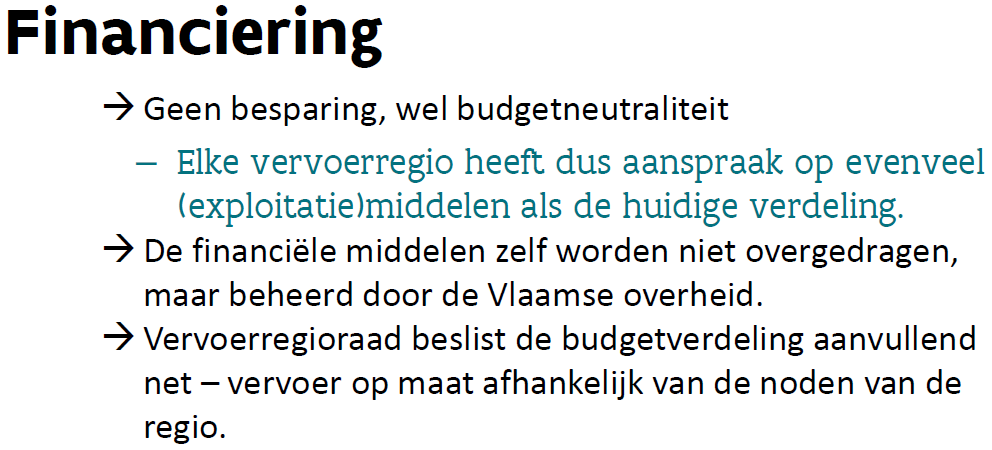 Financiering
→ Geen besparing, wel budgetneutraliteit
– Elke vervoerregio heeft dus aanspraak op evenveel
(exploitatie)middelen als de huidige verdeling.
→ De financiële middelen zelf worden niet overgedragen,
maar beheerd door de Vlaamse overheid.
→ Vervoerregioraad beslist de budgetverdeling aanvullend
net – vervoer op maat afhankelijk van de noden van de
regio.